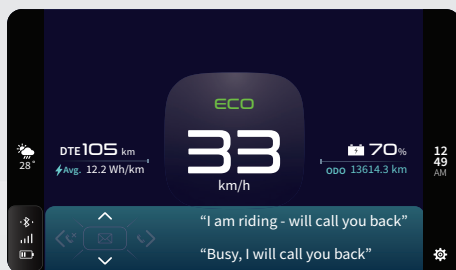 ECO
DTE 105 km
Avg. 12.2 Wh/km
33
km/h
70%
ODO 13614.3 km
28°
12
49
AM
“I am riding - will call you back”
“Busy, I will call you back”